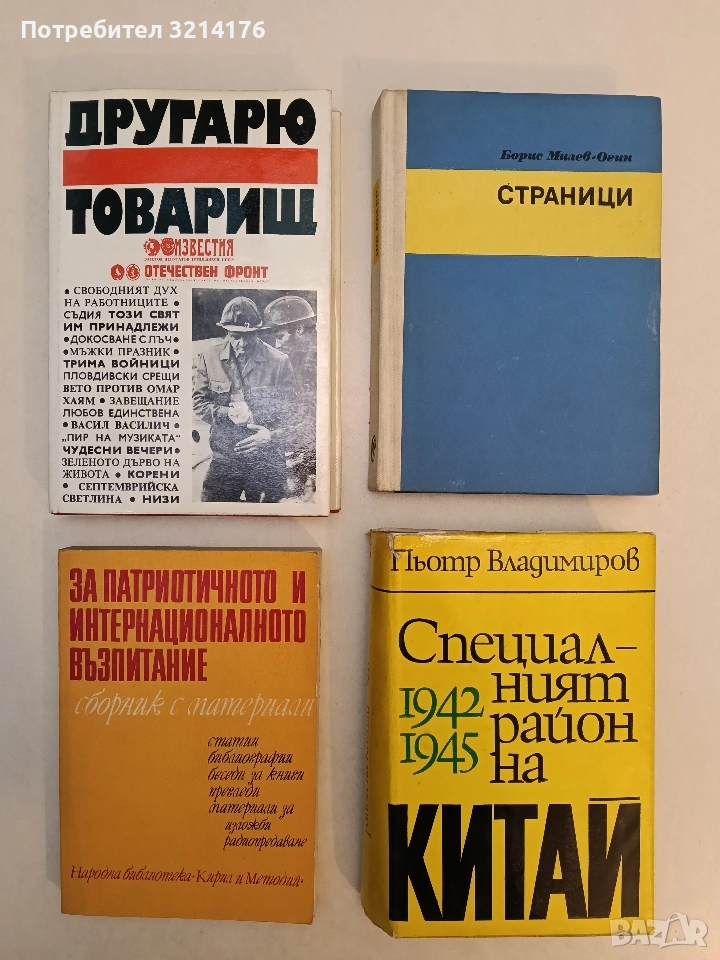 Потребител 3214176
ДРУГАРЮ
ТОВАРИЩ
ИЗВЕСТИЯ
ОТЕЧЕСТВЕН ФРОНТ
• СВОБОДНИЯТ ДУХ
НА РАБОТНИЦИТЕ •
СЪДИЯ ТОЗИ СВЯТ
ИМ ПРИНАДЛЕЖИ
• ДОКОСВАНЕ С ЛЪЧ •
• МЪЖКИ ПРАЗНИК •
ТРИМА ВОЙНИЦИ
ПЛОВДИВСКИ СРЕЩИ
ВЕТО ПРОТИВ ОМАР
ХАЯМ • ЗАВЕЩАНИЕ
ЛЮБОВ ЕДИНСТВЕНА
• ВАСИЛ ВАСИЛИЧ •
„ПИР НА МУЗИКАТА“
ЧУДЕСНИ ВЕЧЕРИ •
ЗЕЛЕНОТО ДЪРВО НА
ЖИВОТА • КОРЕНИ
• СЕПТЕМВРИЙСКА
СВЕТЛИНА • НИЗИ
Борис Милев-Огин
СТРАНИЦИ
ЗА ПАТРИОТИЧНОТО И
ИНТЕРНАЦИОНАЛНОТО
ВЪЗПИТАНИЕ
сборник с материали
статии
библиографии
беседи за книги
прегледи
материали за
изложби
радиопредаване
Народна библиотека „Кирил и Методий“
Пьотр Владимиров
Специал-
ният
1942
1945
район
на
КИТАЙ
BAZAR